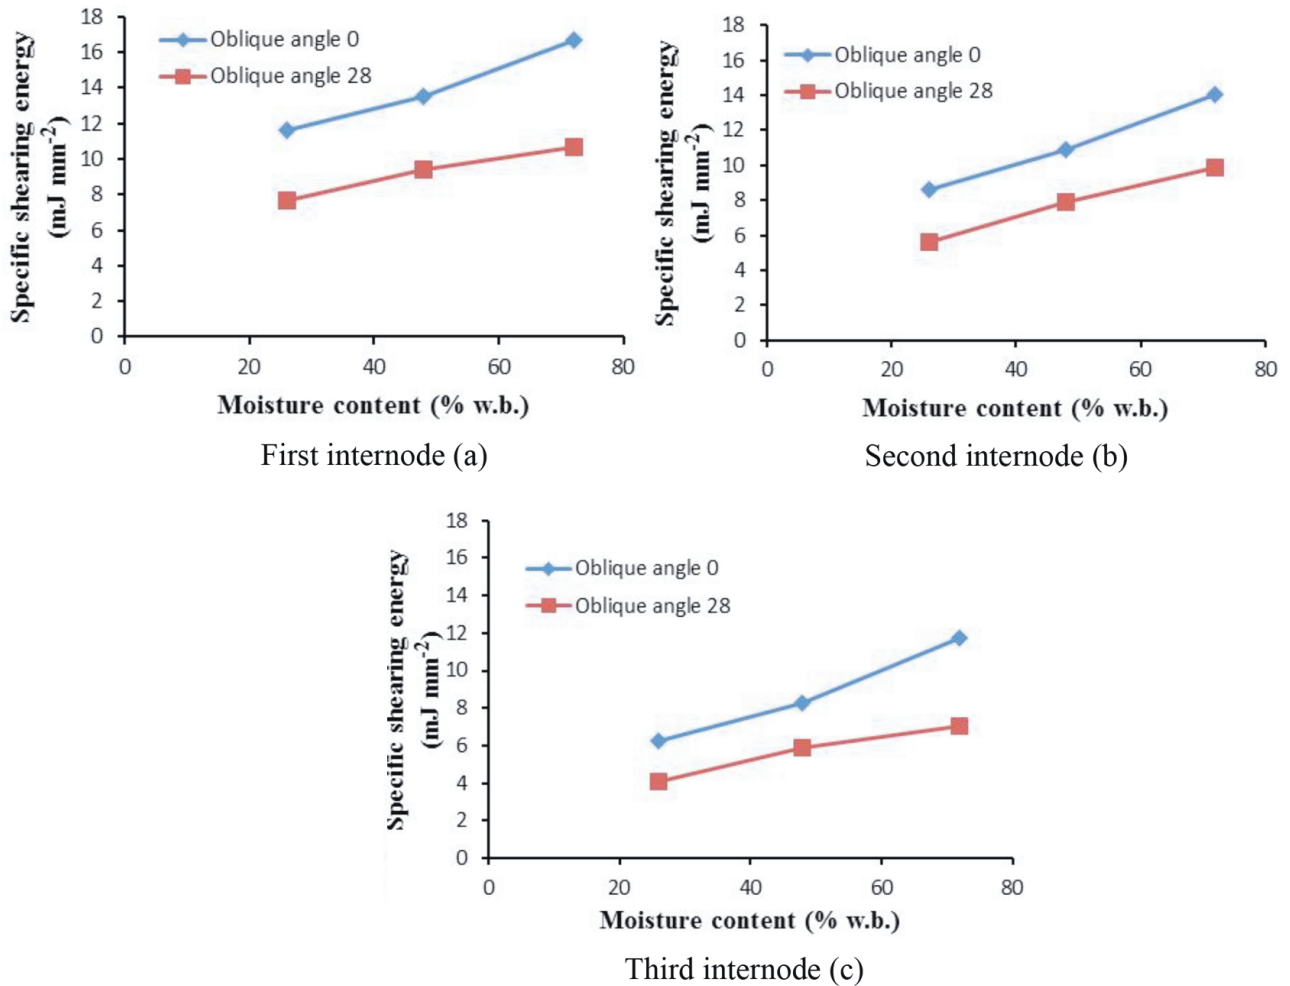 Specific shearing energy
(mJ mm-2)
18
16
14
12
10
8
6
4
2
0
Oblique angle 0
Oblique angle 28
0 20 40 60 80
Moisture content (% w.b.)
First internode (a)
Specific shearing energy
(mJ mm-2)
18
16
14
12
10
8
6
4
2
0
Oblique angle 0
Oblique angle 28
0 20 40 60 80
Moisture content (% w.b.)
Second internode (b)
Specific shearing energy
(mJ mm-2)
18
16
14
12
10
8
6
4
2
0
Oblique angle 0
Oblique angle 28
0 20 40 60 80
Moisture content (% w.b.)
Third internode (c)